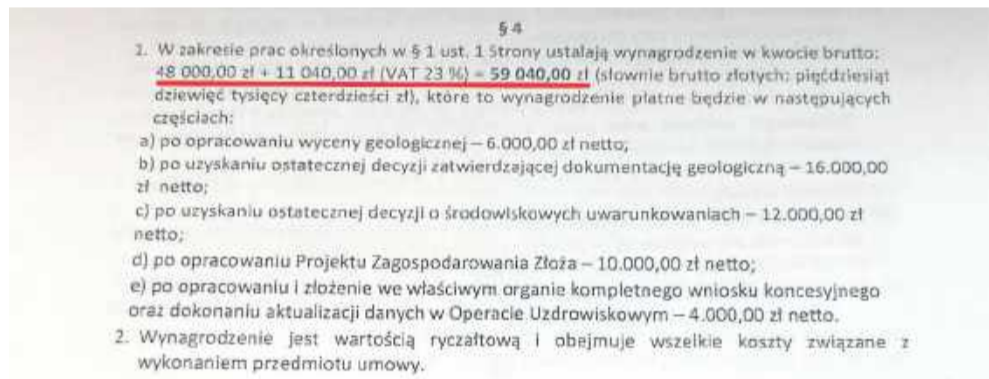 § 4
1. W zakresie prac określonych w § 1 ust. 1 Strony ustalają wynagrodzenie w kwocie brutto:
48 000,00 zł + 11 040,00 zł (VAT 23 %) = 59 040,00 zł (słownie brutto złotych: pięćdziesiąt
dziewięć tysięcy czterdzieści zł), które to wynagrodzenie płatne będzie w następujących
częściach:
a) po opracowaniu wyceny geologicznej – 6.000,00 zł netto;
b) po uzyskaniu ostatecznej decyzji zatwierdzającej dokumentację geologiczną – 16.000,00
zł netto;
c) po uzyskaniu ostatecznej decyzji o środowiskowych uwarunkowaniach – 12.000,00 zł
netto;
d) po opracowaniu Projektu Zagospodarowania Złoża – 10.000,00 zł netto;
e) po opracowaniu i złożenie we właściwym organie kompletnego wniosku koncesyjnego
oraz dokonaniu aktualizacji danych w Operacie Uzdrowiskowym – 4.000,00 zł netto.
2. Wynagrodzenie jest wartością ryczałtową i obejmuje wszelkie koszty związane z
wykonaniem przedmiotu umowy.